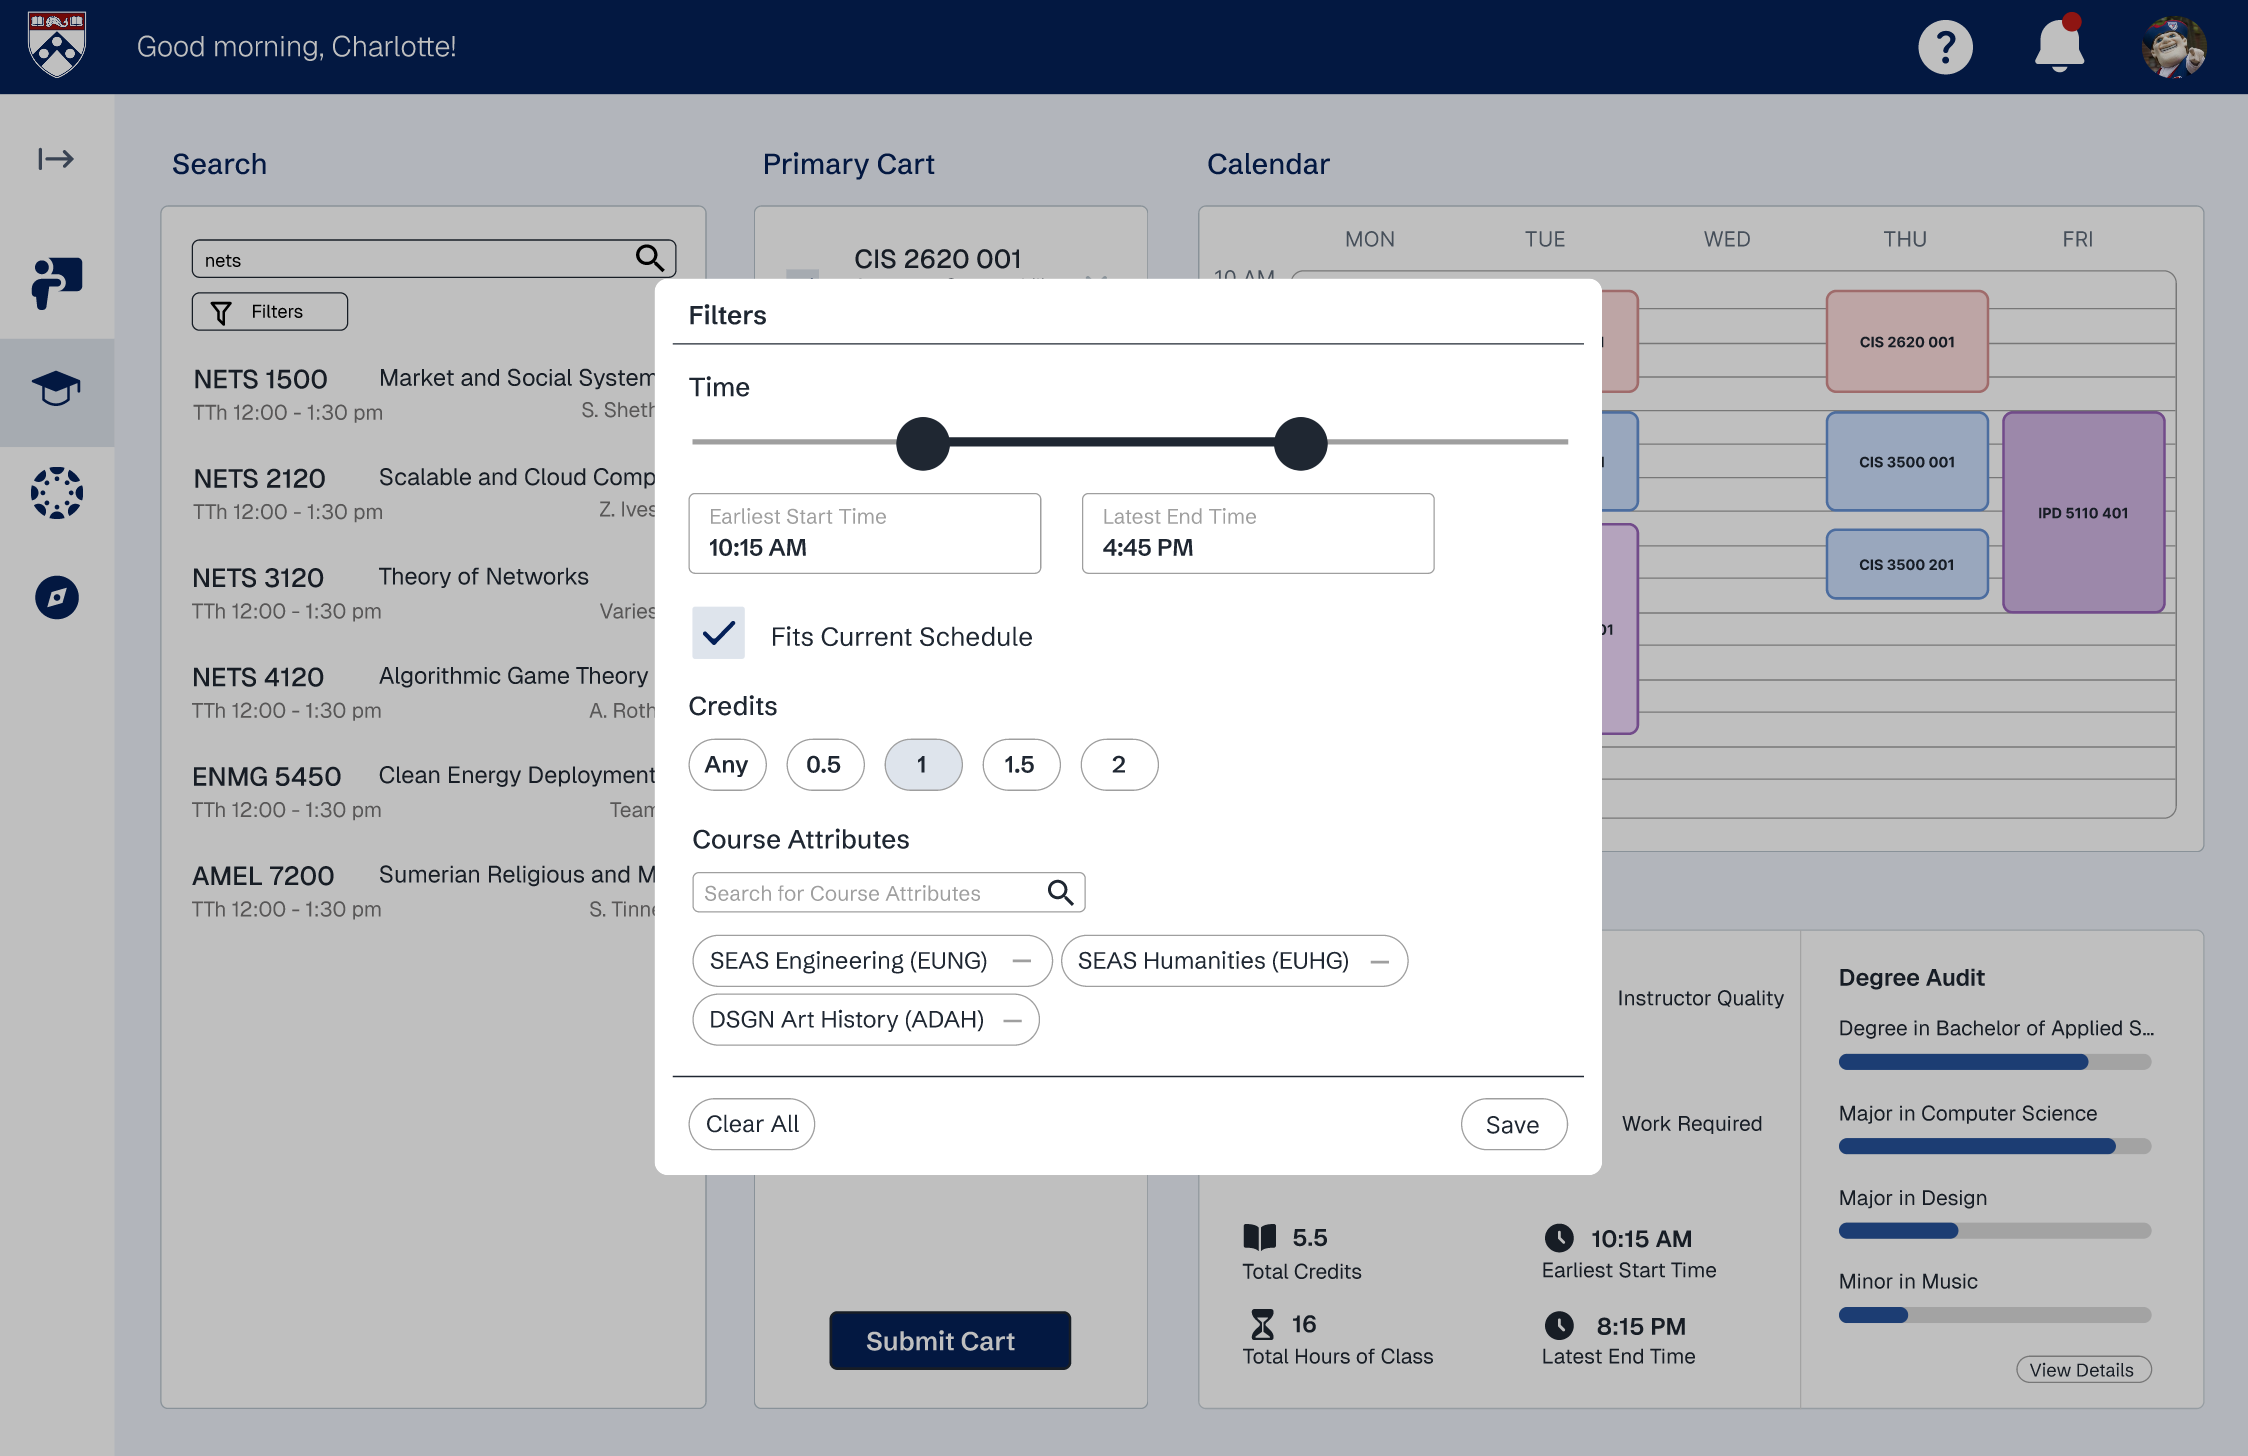 Good morning, Charlotte!
?
Search
Primary Cart
Calendar
nets
Filters
NETS 1500
Market and Social System
TTh 12:00 - 1:30 pm
S. Sheth
NETS 2120
Scalable and Cloud Comp
TTh 12:00 - 1:30 pm
Z. Ives
NETS 3120
Theory of Networks
TTh 12:00 - 1:30 pm
Varies
NETS 4120
Algorithmic Game Theory
TTh 12:00 - 1:30 pm
A. Roth
ENMG 5450
Clean Energy Deployment
TTh 12:00 - 1:30 pm
Team
AMEL 7200
Sumerian Religious and M
TTh 12:00 - 1:30 pm
S. Tinne
CIS 2620 001
Submit Cart
MON TUE WED THU FRI
10 AM
CIS 2620 001
CIS 3500 001
IPD 5110 401
CIS 3500 201
01
Filters
Time
Earliest Start Time
10:15 AM
Latest End Time
4:45 PM
Fits Current Schedule
Credits
Any 0.5 1 1.5 2
Course Attributes
Search for Course Attributes
SEAS Engineering (EUNG) —
SEAS Humanities (EUHG) —
DSGN Art History (ADAH) —
Clear All
Save
Instructor Quality
Work Required
5.5
Total Credits
10:15 AM
Earliest Start Time
16
Total Hours of Class
8:15 PM
Latest End Time
Degree Audit
Degree in Bachelor of Applied S...
Major in Computer Science
Major in Design
Minor in Music
View Details